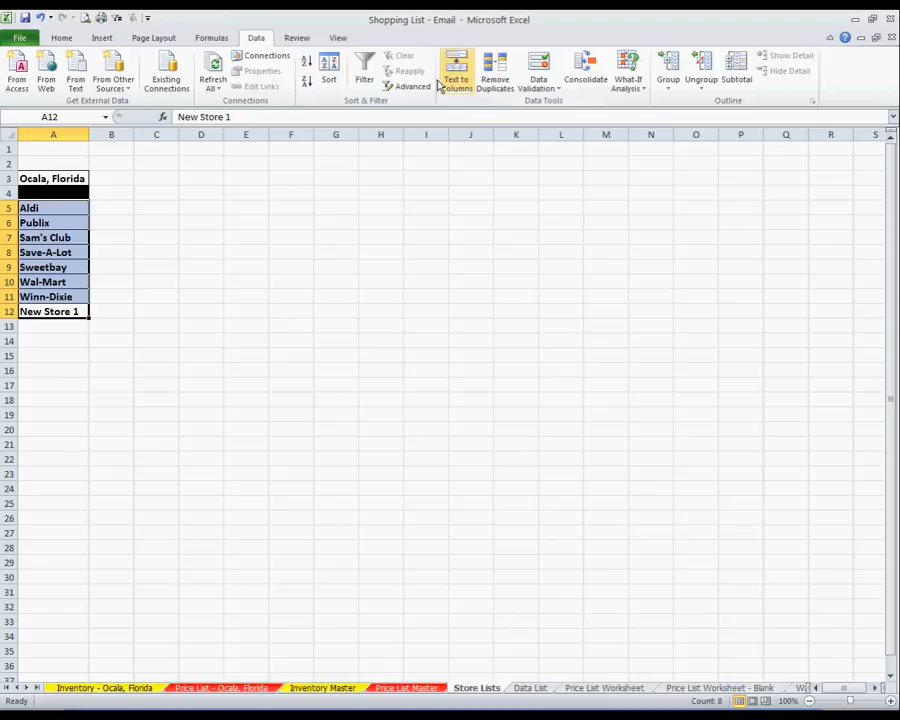 Shopping List - Email - Microsoft Excel
File Home Insert Page Layout Formulas Data Review View
From Access
From Web
From Text
From Other Sources
Existing Connections
Refresh All
Connections
Properties
Edit Links
Sort
Filter
Clear
Reapply
Advanced
Text to Columns
Remove Duplicates
Data Validation
Consolidate
What-If Analysis
Group
Ungroup
Subtotal
Show Detail
Hide Detail
Get External Data Connections Sort & Filter Data Tools Outline
A12 fx New Store 1
A B C D E F G H I J K L M N O P Q R S
1
2
3 Ocala, Florida
4
5 Aldi
6 Publix
7 Sam's Club
8 Save-A-Lot
9 Sweetbay
10 Wal-Mart
11 Winn-Dixie
12 New Store 1
13
14
15
16
17
18
19
20
21
22
23
24
25
26
27
28
29
30
31
32
33
34
35
36
37
Inventory - Ocala, Florida Price List - Ocala, Florida Inventory Master Price List Master Store Lists Data List Price List Worksheet Price List Worksheet - Blank
Ready Count: 8 100%